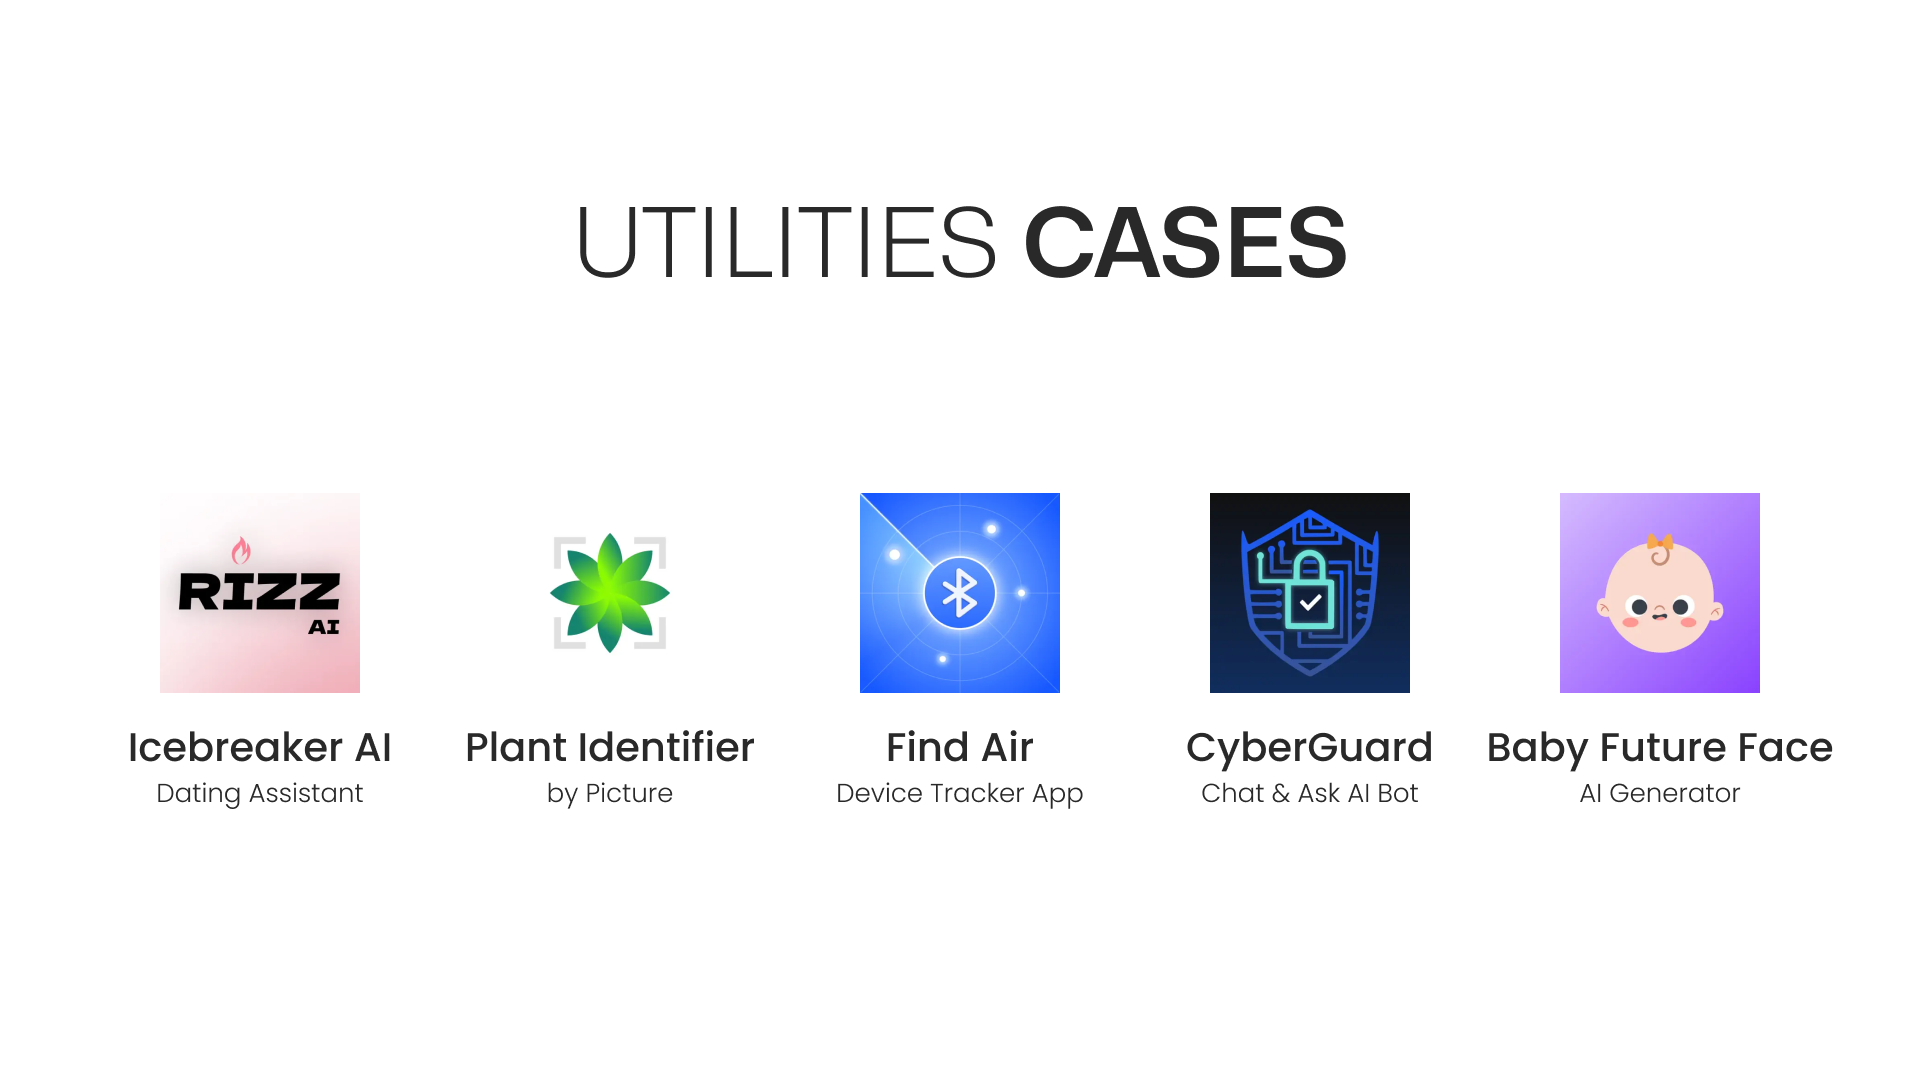 UTILITIES CASES
RIZZ
AI
Icebreaker AI
Dating Assistant
Plant Identifier
by Picture
Find Air
Device Tracker App
CyberGuard
Chat & Ask AI Bot
Baby Future Face
AI Generator